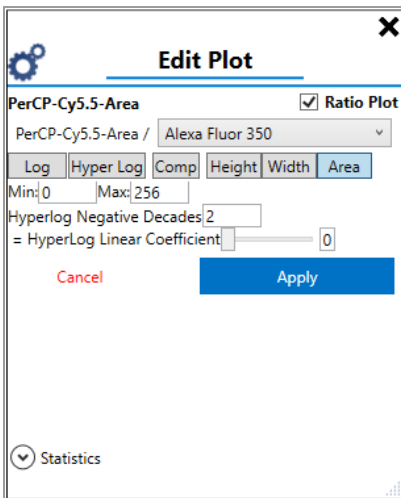 Edit Plot
PerCP-Cy5.5-Area Ratio Plot
PerCP-Cy5.5-Area / Alexa Fluor 350
Log Hyper Log Comp Height Width Area
Min: 0 Max: 256
Hyperlog Negative Decades 2
= HyperLog Linear Coefficient 0
Cancel Apply
Statistics